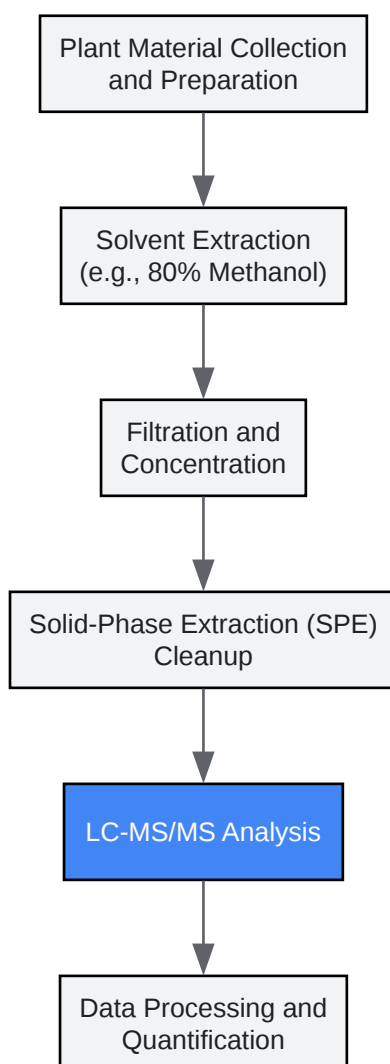 Plant Material Collection
and Preparation
Solvent Extraction
(e.g., 80% Methanol)
Filtration and
Concentration
Solid-Phase Extraction (SPE)
Cleanup
LC-MS/MS Analysis
Data Processing and
Quantification